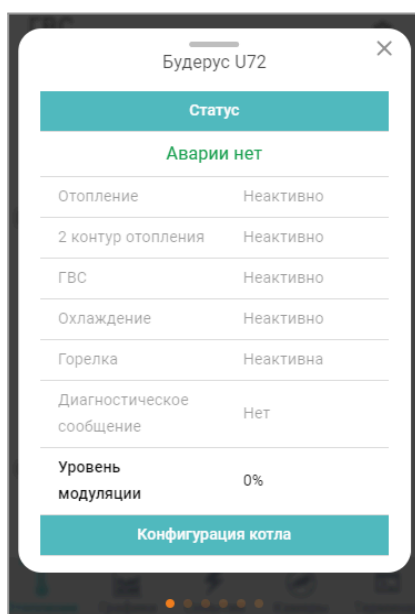 ГВС
Будерус U72
Статус
Аварии нет
Отопление Неактивно
2 контур отопления Неактивно
ГВС Неактивно
Охлаждение Неактивно
Горелка Неактивна
Диагностическое
сообщение Нет
Уровень
модуляции 0%
Конфигурация котла